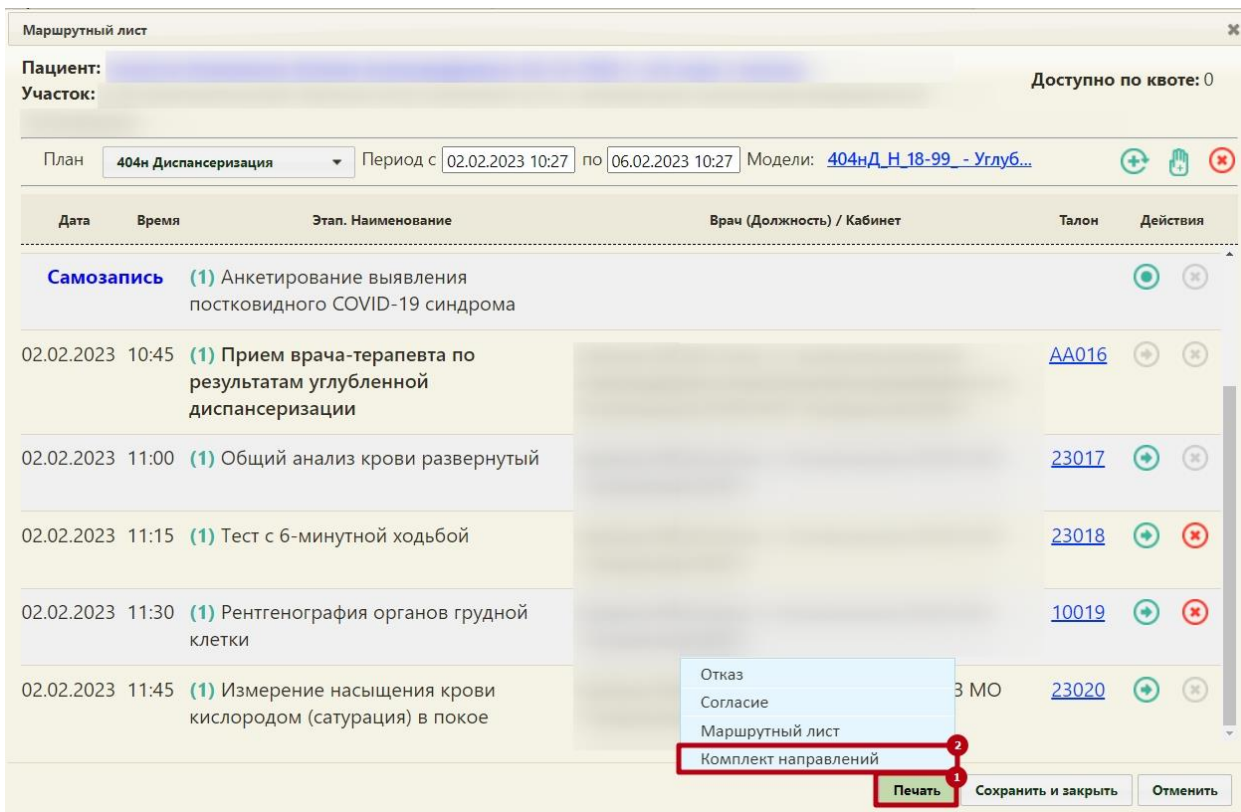 Маршрутный лист
Пациент:
Участок:
Доступно по квоте: 0
План 404н Диспансеризация Период с 02.02.2023 10:27 по 06.02.2023 10:27 Модели: 404нД_Н_18-99_ - Углуб...
Дата Время Этап. Наименование Врач (Должность) / Кабинет Талон Действия
Самозапись (1) Анкетирование выявления
постковидного COVID-19 синдрома
02.02.2023 10:45 (1) Прием врача-терапевта по AA016
результатам углубленной
диспансеризации
02.02.2023 11:00 (1) Общий анализ крови развернутый 23017
02.02.2023 11:15 (1) Тест с 6-минутной ходьбой 23018
02.02.2023 11:30 (1) Рентгенография органов грудной 10019
клетки
02.02.2023 11:45 (1) Измерение насыщения крови З МО 23020
кислородом (сатурация) в покое
Отказ
Согласие
Маршрутный лист
Комплект направлений 2
Печать 1 Сохранить и закрыть Отменить